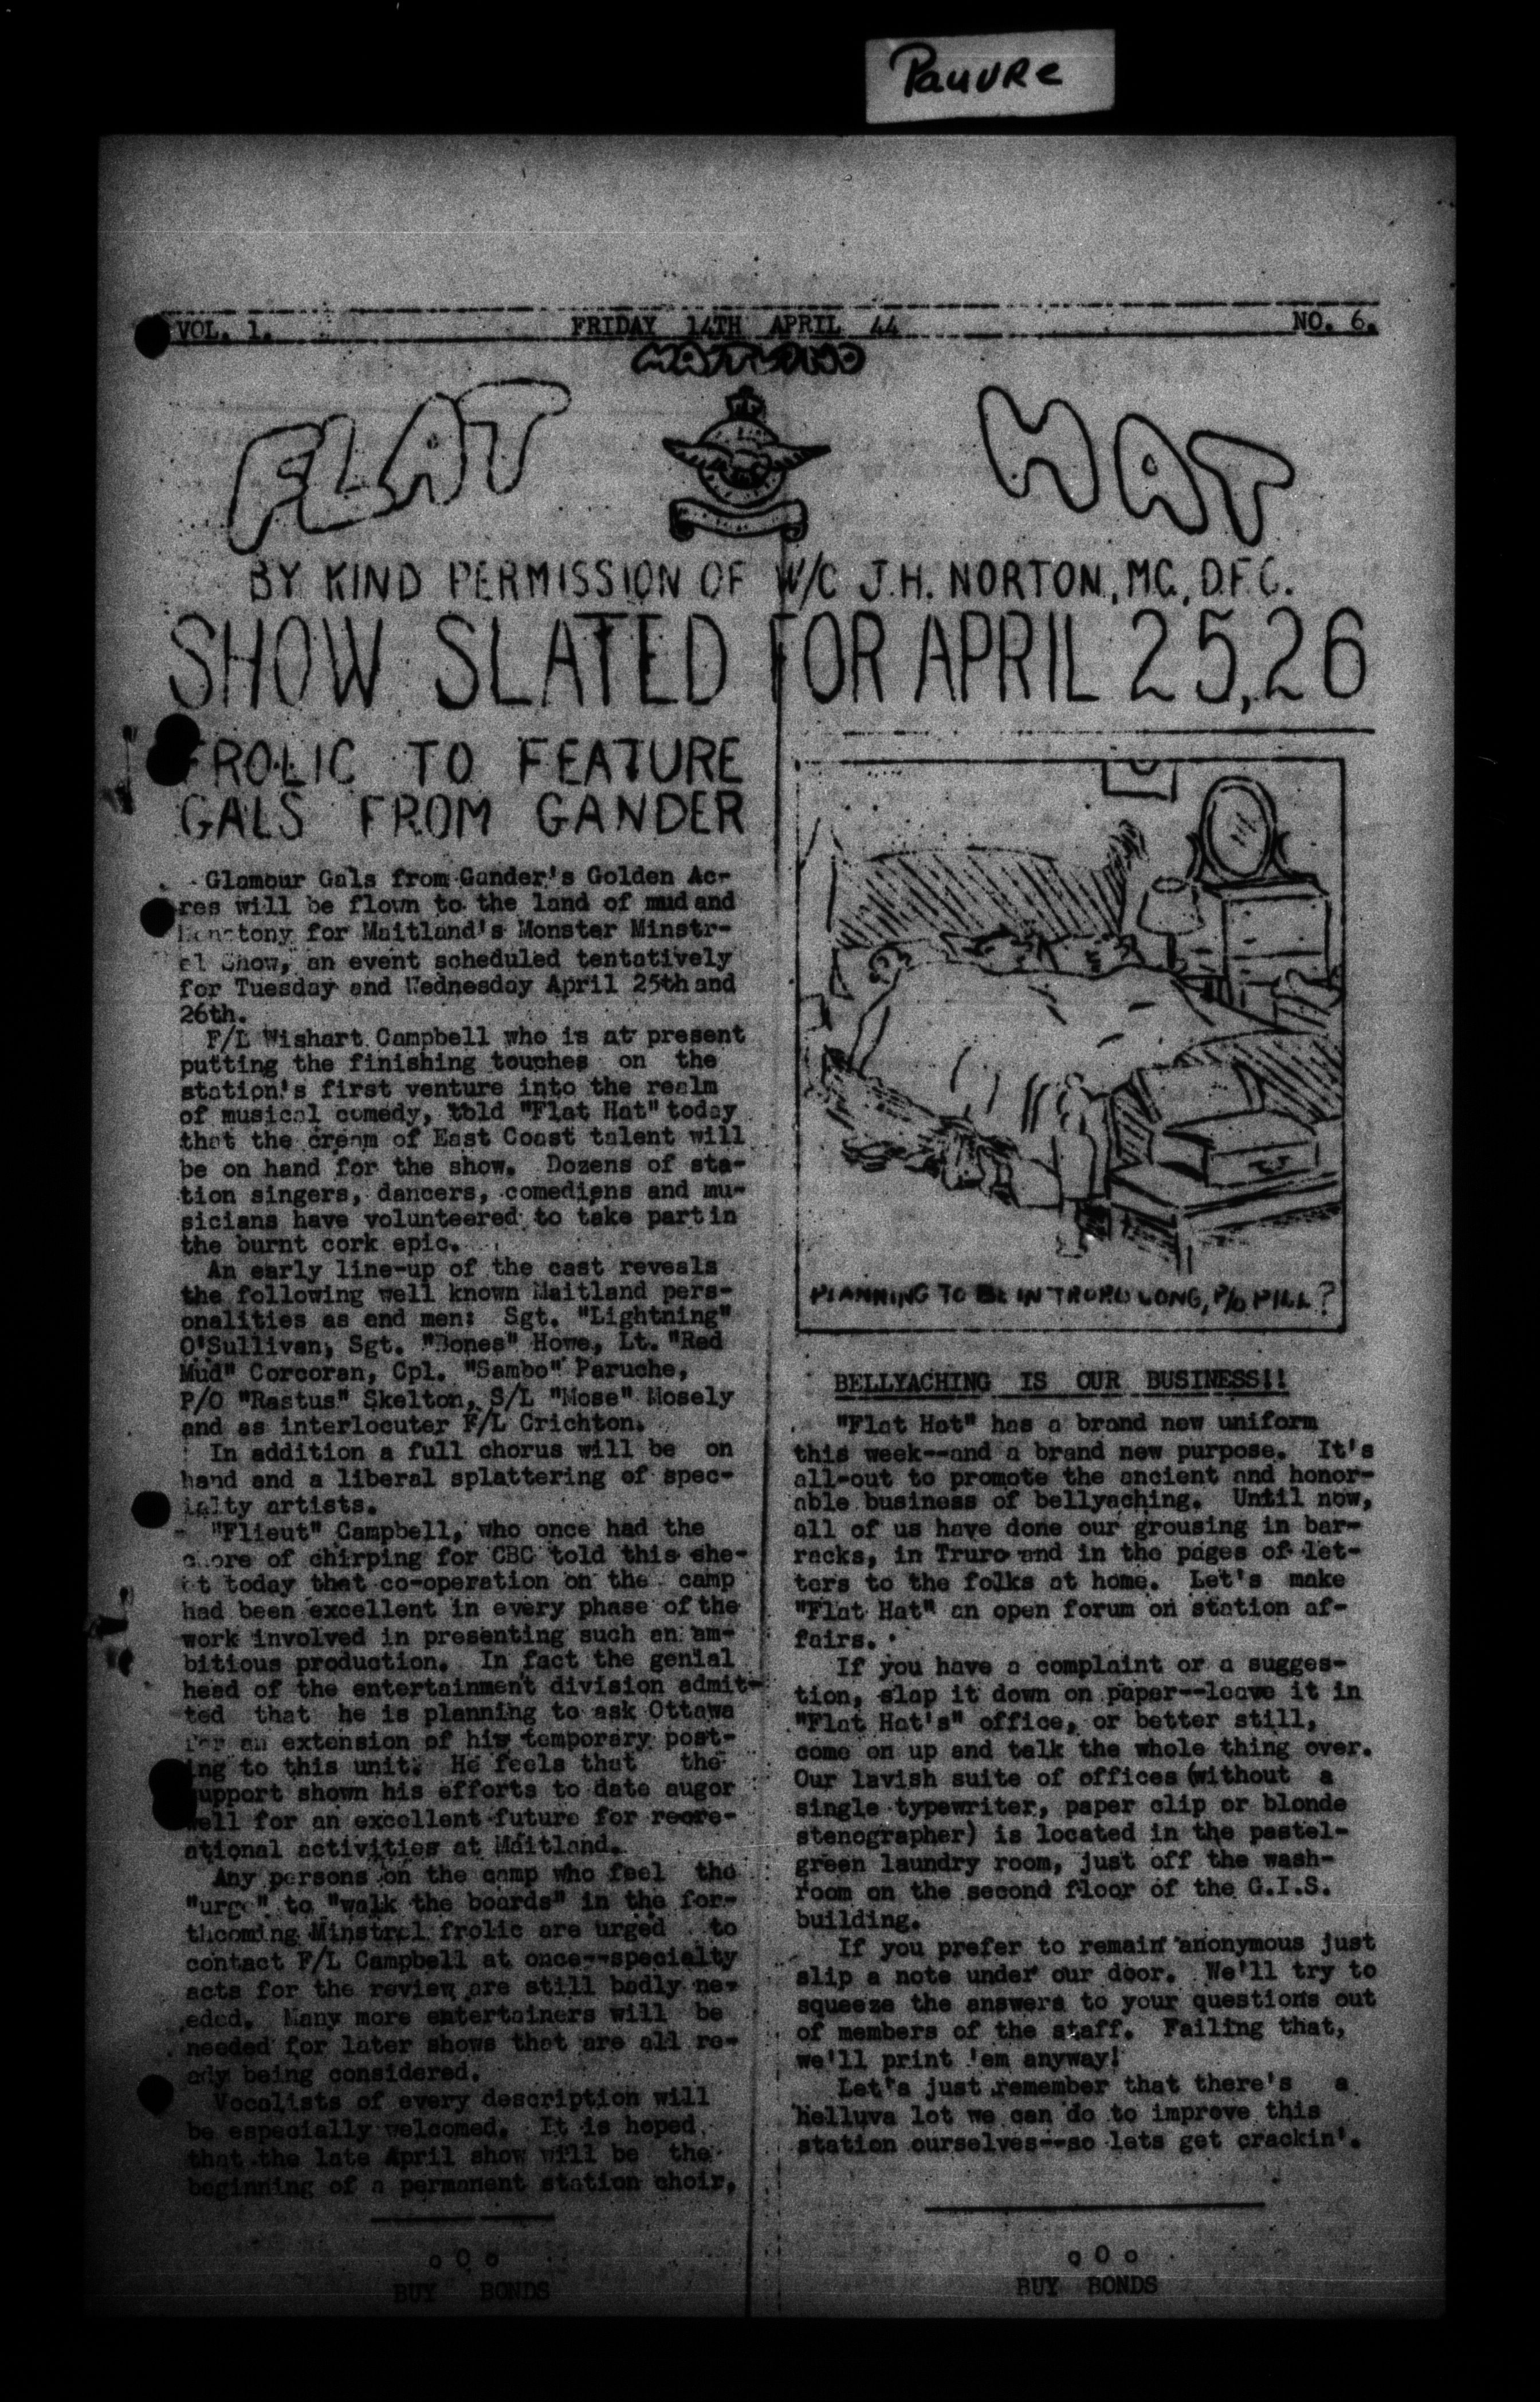 Pauvre
VOL. 1. FRIDAY 14TH APRIL 44 NO. 6.
MAITLAND
FLAT HAT
BY KIND PERMISSION OF W/C J.H. NORTON, M.C., D.F.C.
SHOW SLATED FOR APRIL 25,26
FROLIC TO FEATURE
GALS FROM GANDER
Glamour Gals from Gander's Golden Ac-
res will be flown to the land of mud and
for Maitland's Monster Minstr-
el Show, an event scheduled tentatively
for Tuesday and Wednesday April 25th and
26th.
F/L Wishart Campbell who is at present
putting the finishing touches on the
station's first venture into the realm
of musical comedy, told "Flat Hat" today
that the cream of East Coast talent will
be on hand for the show. Dozens of sta-
tion singers, dancers, comedians and mu-
sicians have volunteered to take part in
the burnt cork epic.
An early line-up of the cast reveals
the following well known Maitland pers-
onalities as end men: Sgt. "Lightning"
O'Sullivan, Sgt. "Bones" Howe, Lt. "Red
Mud" Corcoran, Cpl. "Sambo" Paruche,
P/O "Rastus" Skelton, S/L "Mose" Mosely
and as interlocuter F/L Crichton.
In addition a full chorus will be on
hand and a liberal splattering of spec-
ialty artists.
"Flieut" Campbell, who once had the
chore of chirping for CBC told this she-
et today that co-operation on the camp
had been excellent in every phase of the
work involved in presenting such an am-
bitious production. In fact the genial
head of the entertainment division admit-
ted that he is planning to ask Ottawa
for an extension of his temporary post-
ing to this unit. He feels that the
support shown his efforts to date augor
well for an excellent future for recre-
ational activities at Maitland.
Any persons on the camp who feel the
"urge" to "walk the boards" in the for-
thcoming Minstrel frolic are urged to
contact F/L Campbell at once--specialty
acts for the review are still badly ne-
eded. Many more entertainers will be
needed for later shows that are all re-
ady being considered.
Vocalists of every description will
be especially welcomed. It is hoped
that the late April show will be the
beginning of a permanent station choir.
o O o
BUY BONDS
PLANNING TO BE IN TRURO LONG, P/O PILL?
BELLYACHING IS OUR BUSINESS!!
"Flat Hat" has a brand new uniform
this week--and a brand new purpose. It's
all-out to promote the ancient and honor-
able business of bellyaching. Until now,
all of us have done our grousing in bar-
racks, in Truro and in the pages of let-
ters to the folks at home. Let's make
"Flat Hat" an open forum on station af-
fairs.
If you have a complaint or a sugges-
tion, slap it down on paper--leave it in
"Flat Hat's" office, or better still,
come on up and talk the whole thing over.
Our lavish suite of offices (without a
single typewriter, paper clip or blonde
stenographer) is located in the pastel-
green laundry room, just off the wash-
room on the second floor of the G.I.S.
building.
If you prefer to remain anonymous just
slip a note under our door. We'll try to
squeeze the answers to your questions out
of members of the staff. Failing that,
we'll print 'em anyway!
Let's just remember that there's a
helluva lot we can do to improve this
station ourselves--so lets get crackin'.
o O o
BUY BONDS